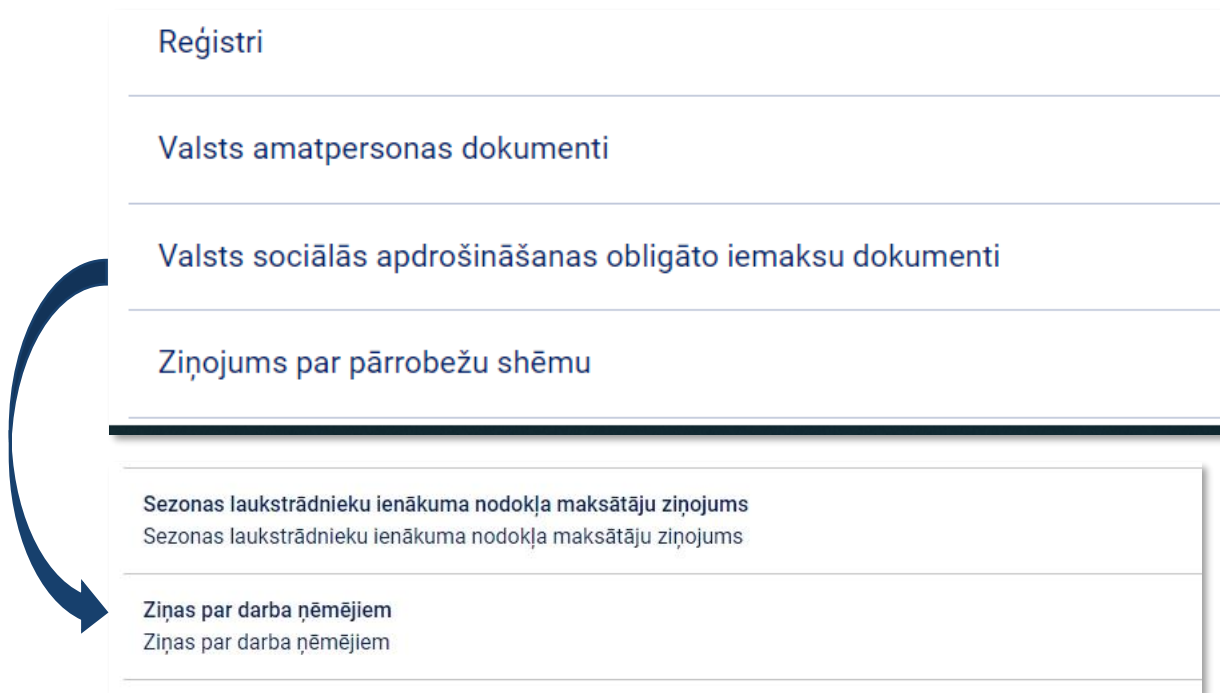 Reģistri
Valsts amatpersonas dokumenti
Valsts sociālās apdrošināšanas obligāto iemaksu dokumenti
Ziņojums par pārrobežu shēmu
Sezonas laukstrādnieku ienākuma nodokļa maksātāju ziņojums
Sezonas laukstrādnieku ienākuma nodokļa maksātāju ziņojums
Ziņas par darba ņēmējiem
Ziņas par darba ņēmējiem